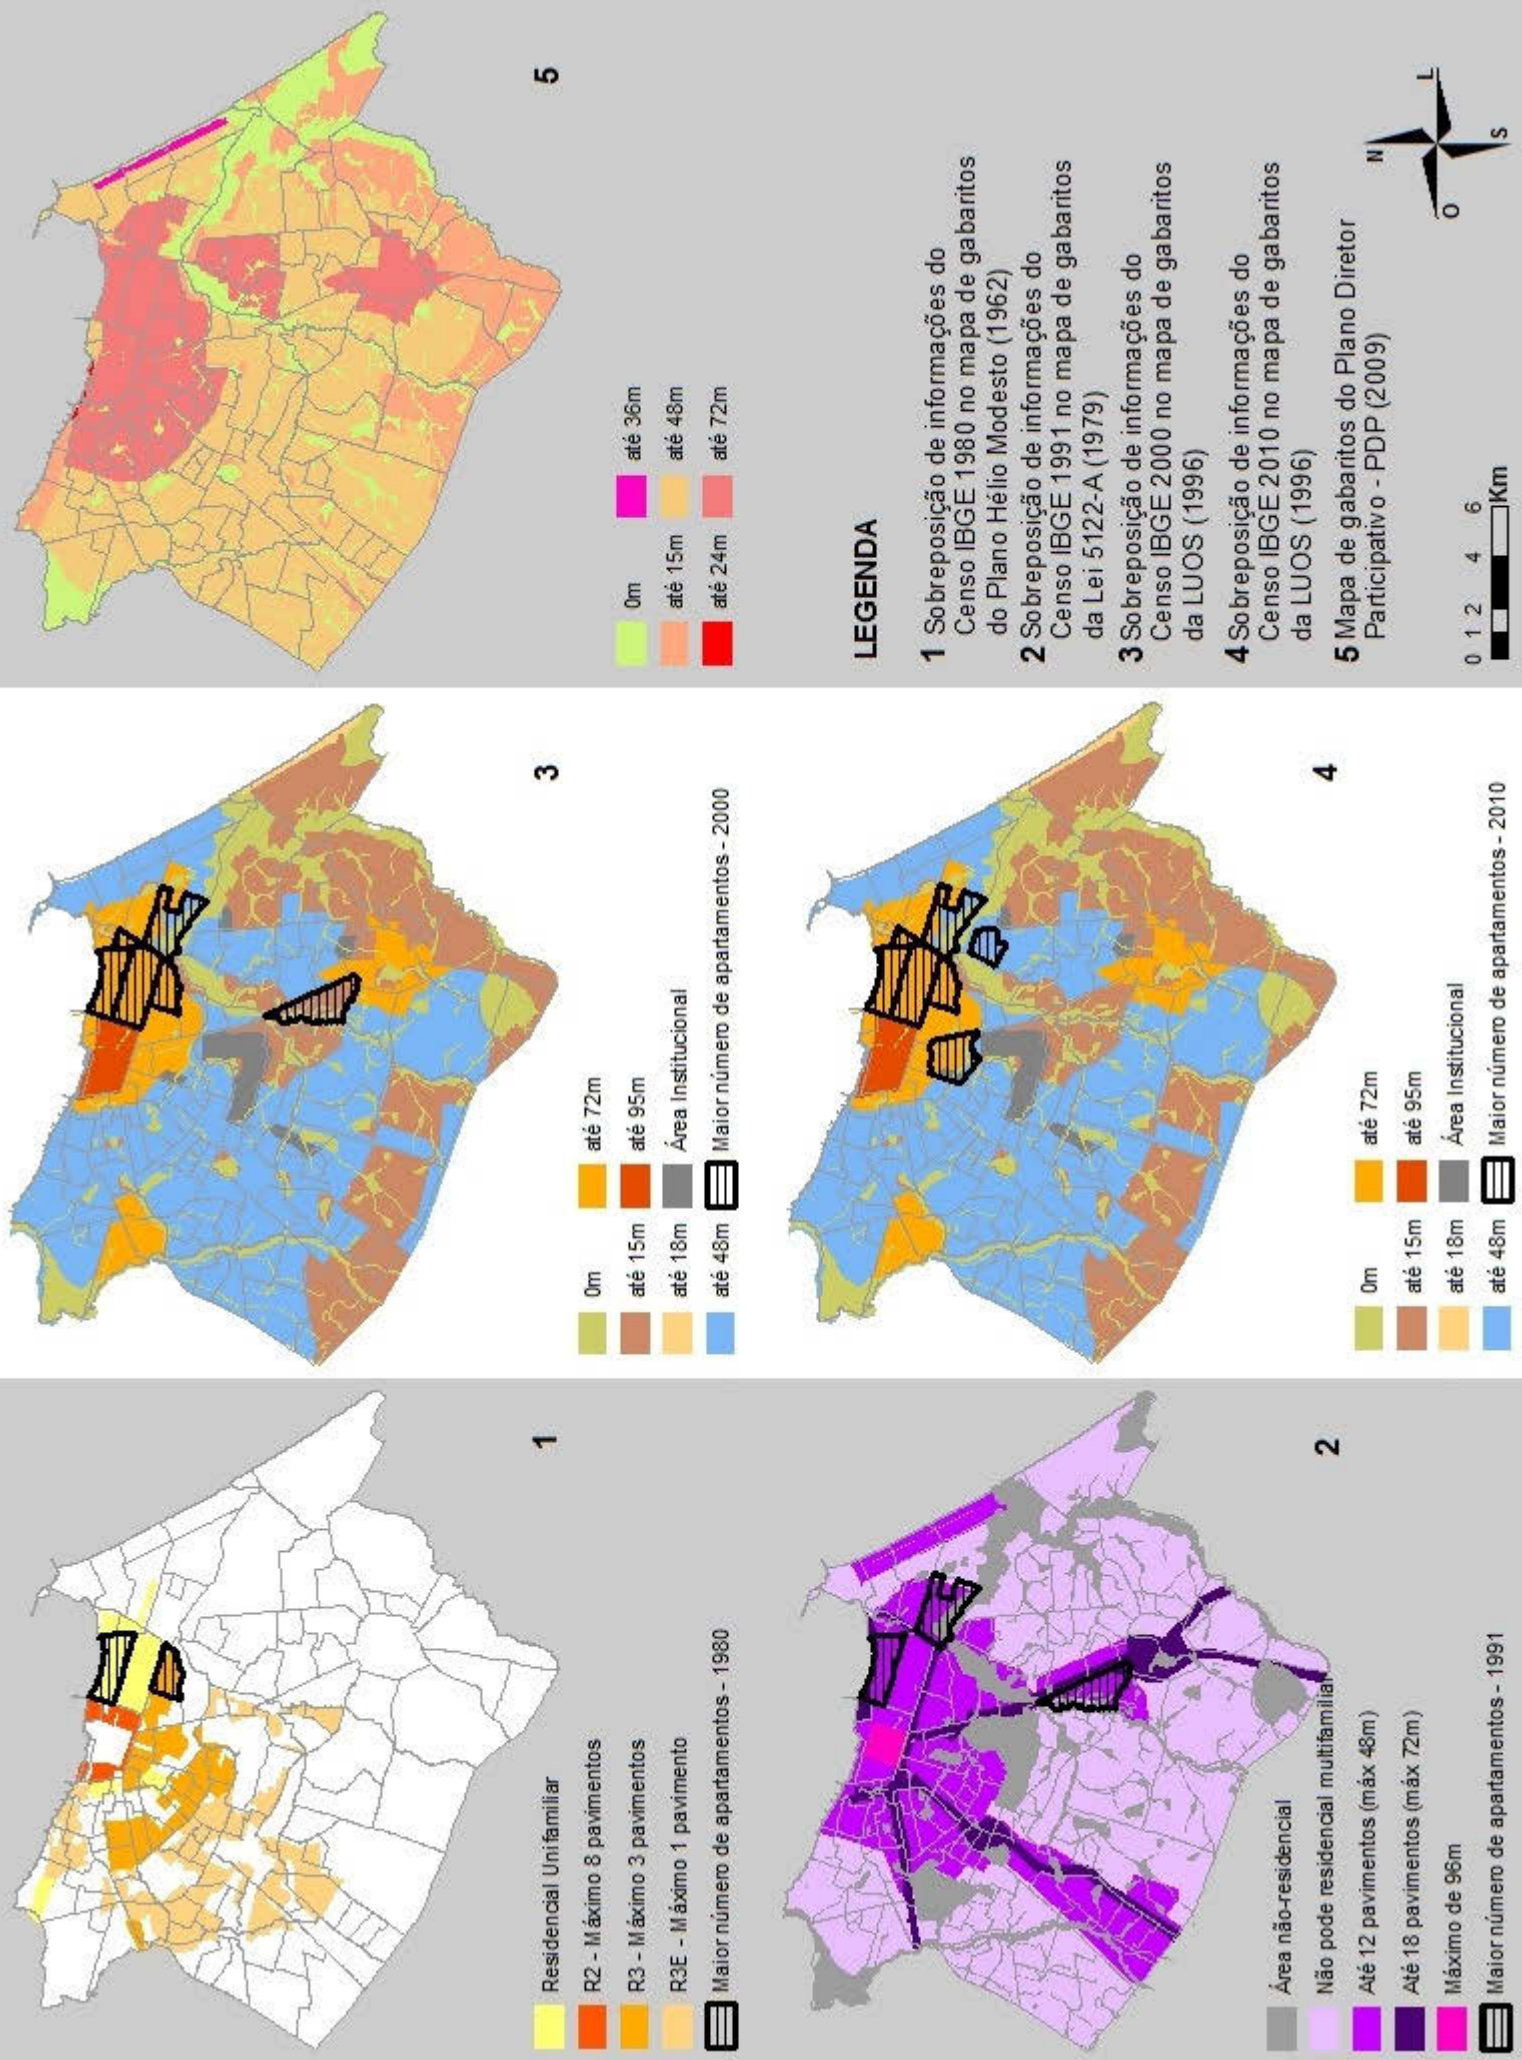 1
Residencial Unifamiliar
R2 - Máximo 8 pavimentos
R3 - Máximo 3 pavimentos
R3E - Máximo 1 pavimento
Maior número de apartamentos - 1980
2
Área não-residencial
Não pode residencial multifamiliar
Até 12 pavimentos (máx 48m)
Até 18 pavimentos (máx 72m)
Máximo de 96m
Maior número de apartamentos - 1991
3
0m
até 15m
até 18m
até 48m
até 72m
até 95m
Área Institucional
Maior número de apartamentos - 2000
4
0m
até 15m
até 18m
até 48m
até 72m
até 95m
Área Institucional
Maior número de apartamentos - 2010
5
0m
até 15m
até 24m
até 36m
até 48m
até 72m
LEGENDA
1 Sobreposição de informações do
Censo IBGE 1980 no mapa de gabaritos
do Plano Hélio Modesto (1962)
2 Sobreposição de informações do
Censo IBGE 1991 no mapa de gabaritos
da Lei 5122-A (1979)
3 Sobreposição de informações do
Censo IBGE 2000 no mapa de gabaritos
da LUOS (1996)
4 Sobreposição de informações do
Censo IBGE 2010 no mapa de gabaritos
da LUOS (1996)
5 Mapa de gabaritos do Plano Diretor
Participativo - PDP (2009)
0 1 2 4 6
Km
N
O
L
S